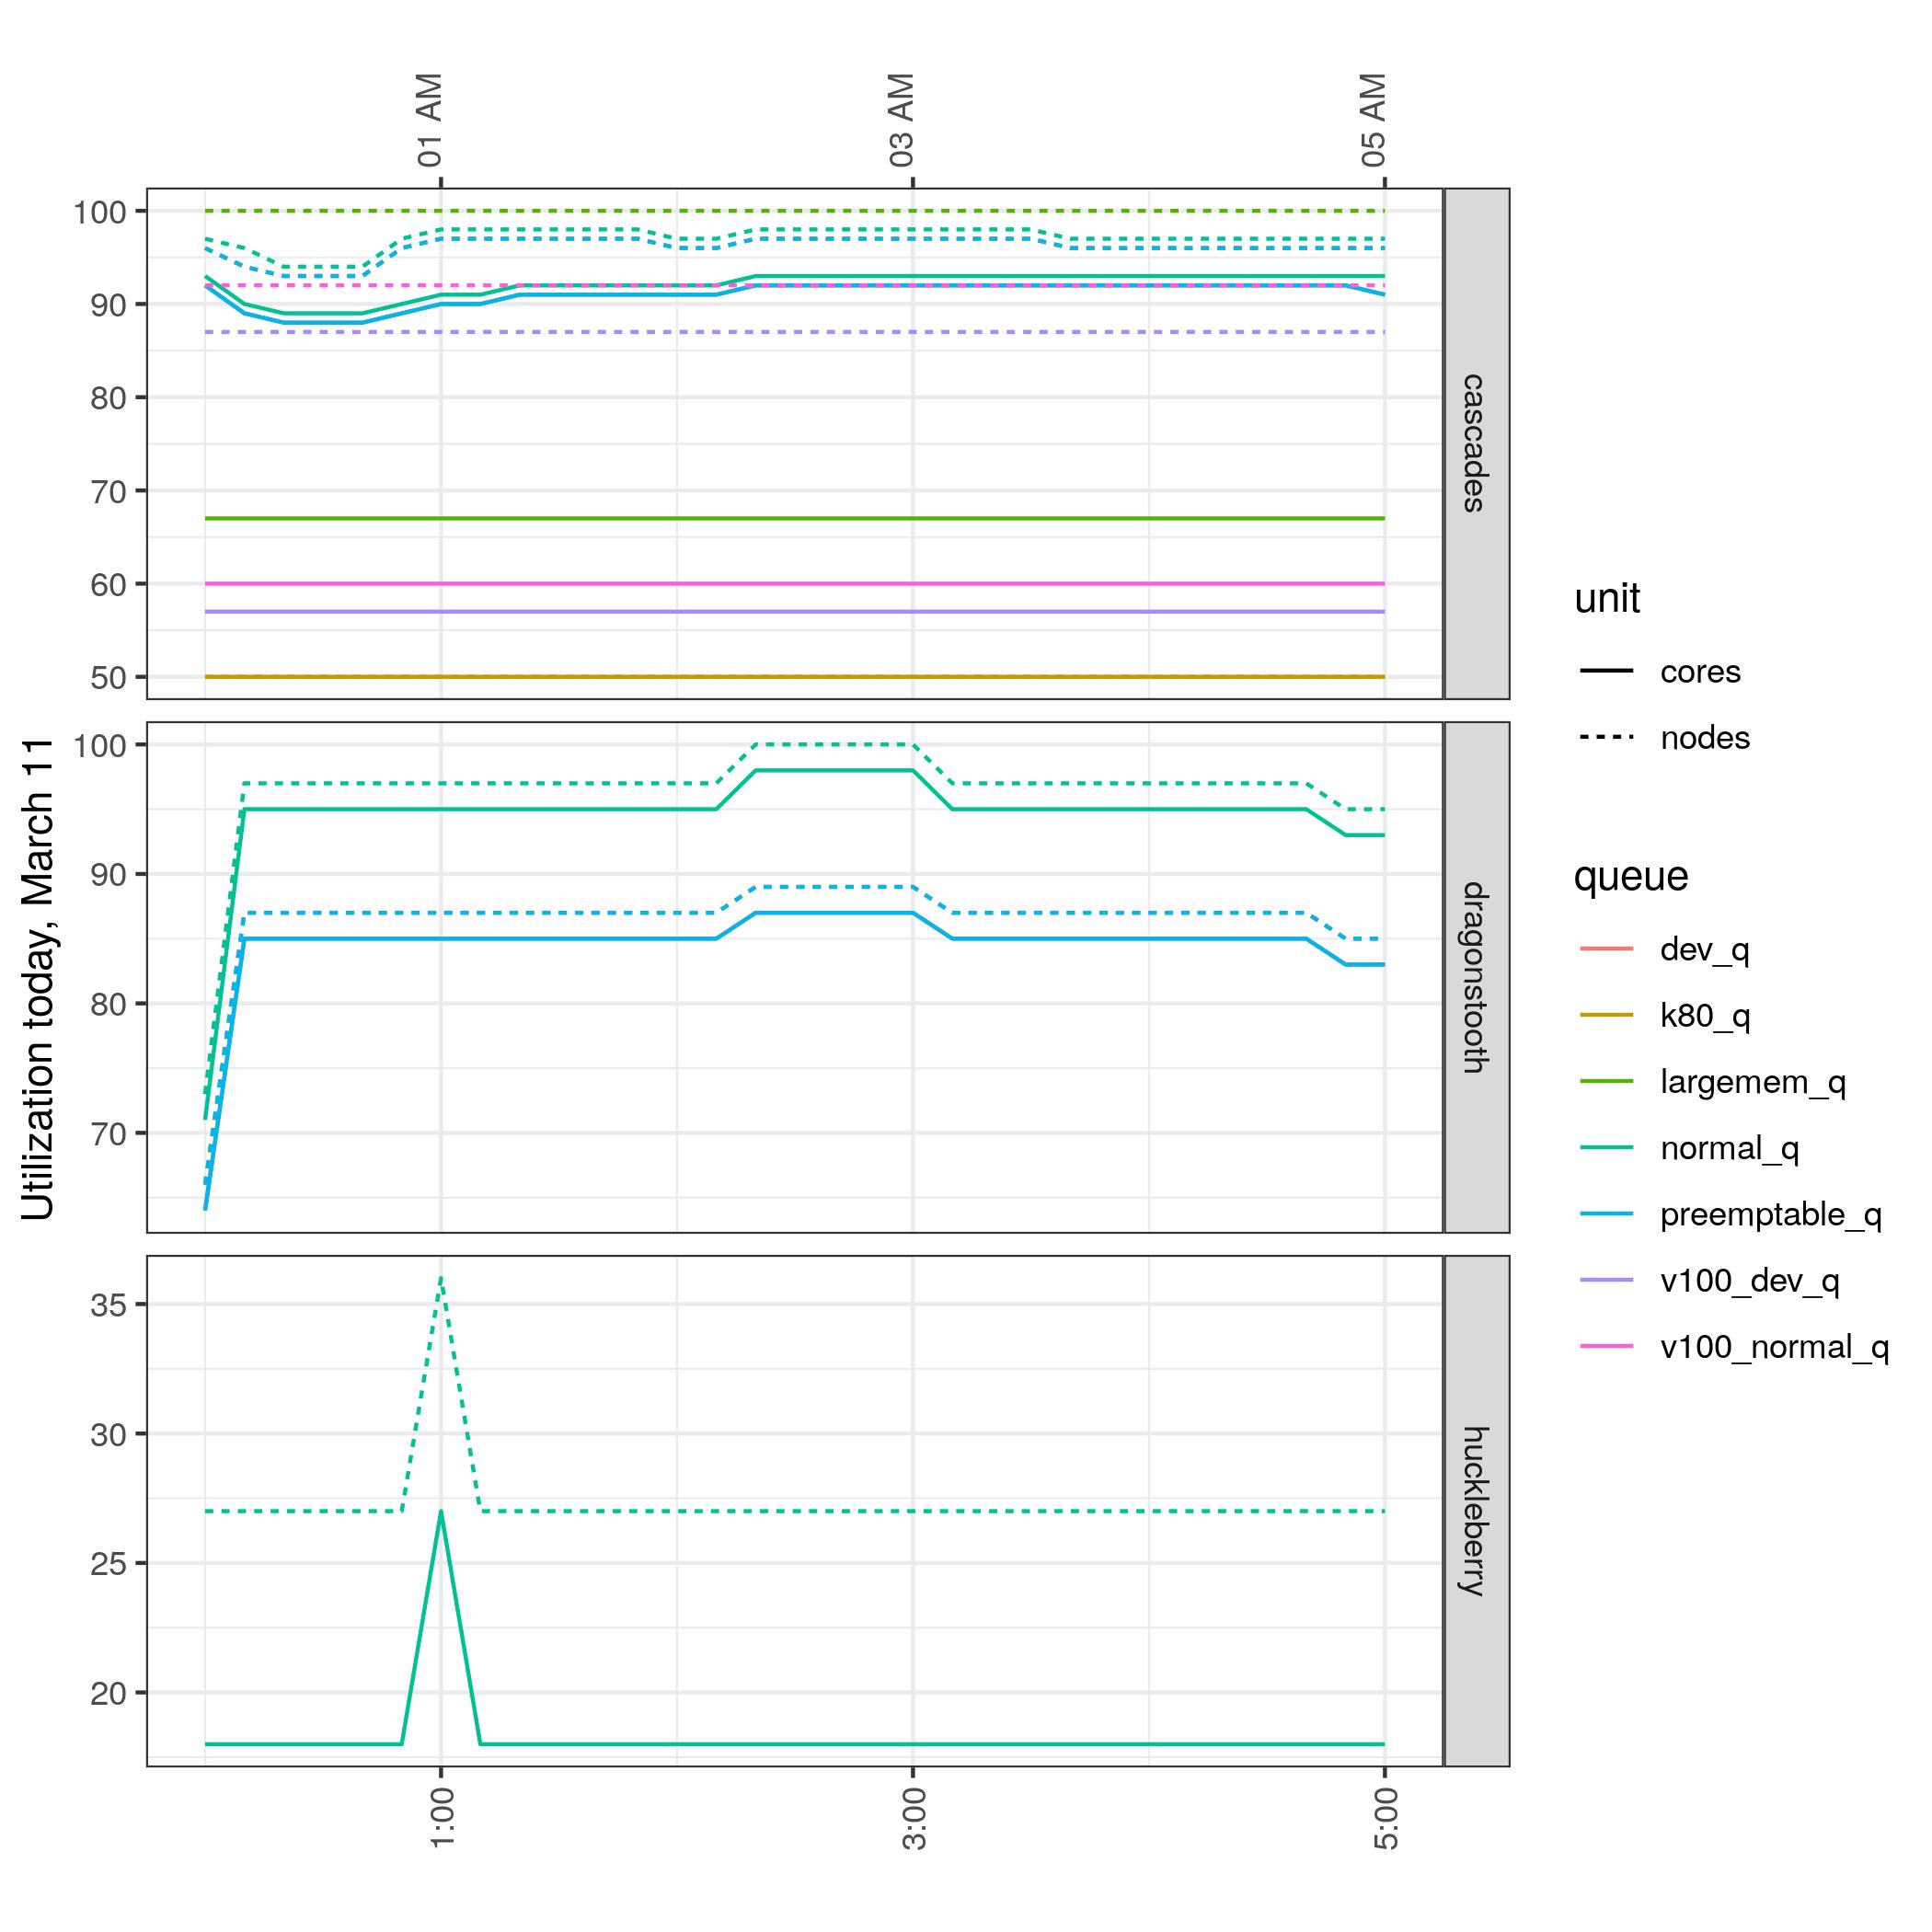 01 AM
03 AM
05 AM
100
90
80
70
60
50
cascades
Utilization today, March 11
100
90
80
70
dragonstooth
35
30
25
20
huckleberry
1:00
3:00
5:00
unit
cores
nodes
queue
dev_q
k80_q
largemem_q
normal_q
preemptable_q
v100_dev_q
v100_normal_q